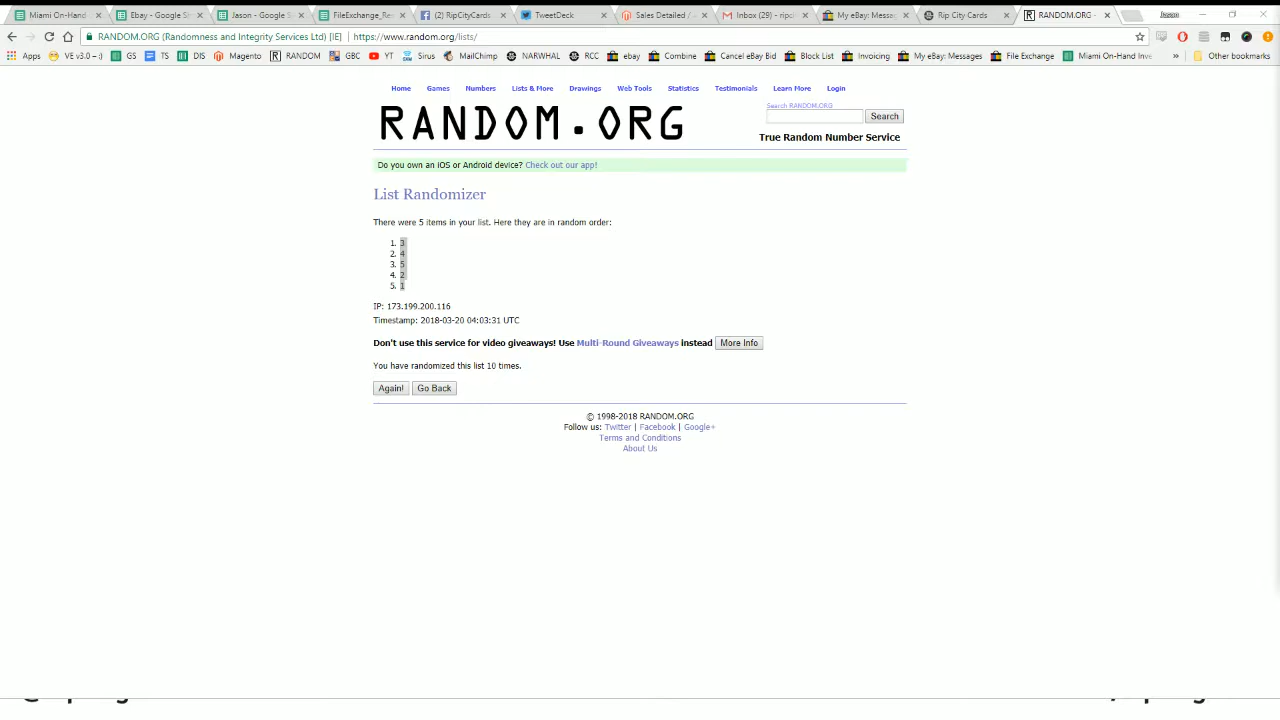 Miami On-Hand
Ebay - Google S
Jason - Google S
FileExchange_Re
(2) RipCityCards
TweetDeck
Sales Detailed /
Inbox (29) - ripc
My eBay: Messa
Rip City Cards
RANDOM.ORG -
Jason
RANDOM.ORG (Randomness and Integrity Services Ltd) [IE] | https://www.random.org/lists/
Apps VE v3.0 – :) GS TS DIS Magento RANDOM GBC YT Sirus MailChimp NARWHAL RCC ebay Combine Cancel eBay Bid Block List Invoicing My eBay: Messages File Exchange Miami On-Hand Inve » Other bookmarks
Home Games Numbers Lists & More Drawings Web Tools Statistics Testimonials Learn More Login
RANDOM.ORG
Search RANDOM.ORG
Search
True Random Number Service
Do you own an iOS or Android device? Check out our app!
List Randomizer
There were 5 items in your list. Here they are in random order:
1. 3
2. 4
3. 5
4. 2
5. 1
IP: 173.199.200.116
Timestamp: 2018-03-20 04:03:31 UTC
Don't use this service for video giveaways! Use Multi-Round Giveaways instead More Info
You have randomized this list 10 times.
Again! Go Back
© 1998-2018 RANDOM.ORG
Follow us: Twitter | Facebook | Google+
Terms and Conditions
About Us